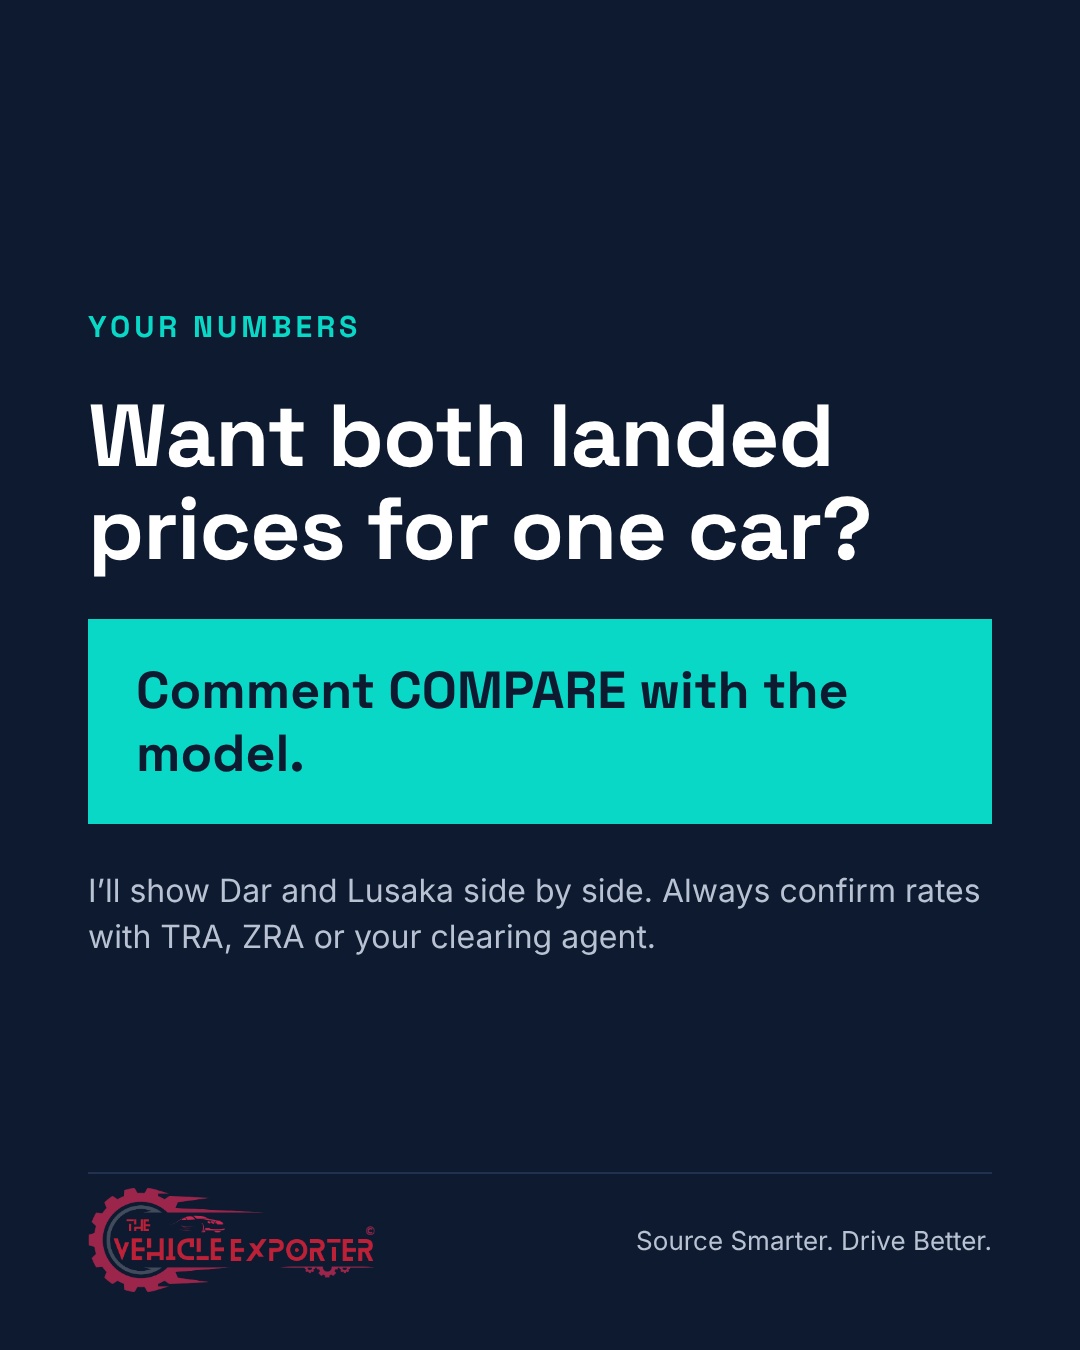 YOUR NUMBERS
Want both landed
prices for one car?
Comment COMPARE with the
model.
I’ll show Dar and Lusaka side by side. Always confirm rates
with TRA, ZRA or your clearing agent.
THE
VEHICLE EXPORTER
©
Source Smarter. Drive Better.